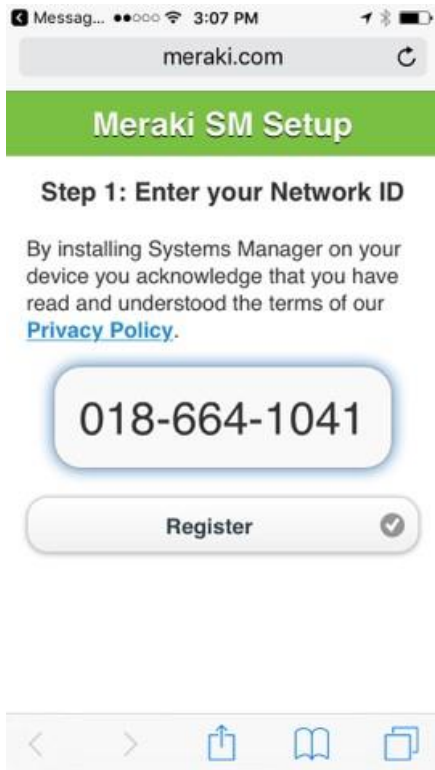 Messag... 3:07 PM
meraki.com
Meraki SM Setup
Step 1: Enter your Network ID
By installing Systems Manager on your
device you acknowledge that you have
read and understood the terms of our
Privacy Policy.
018-664-1041
Register